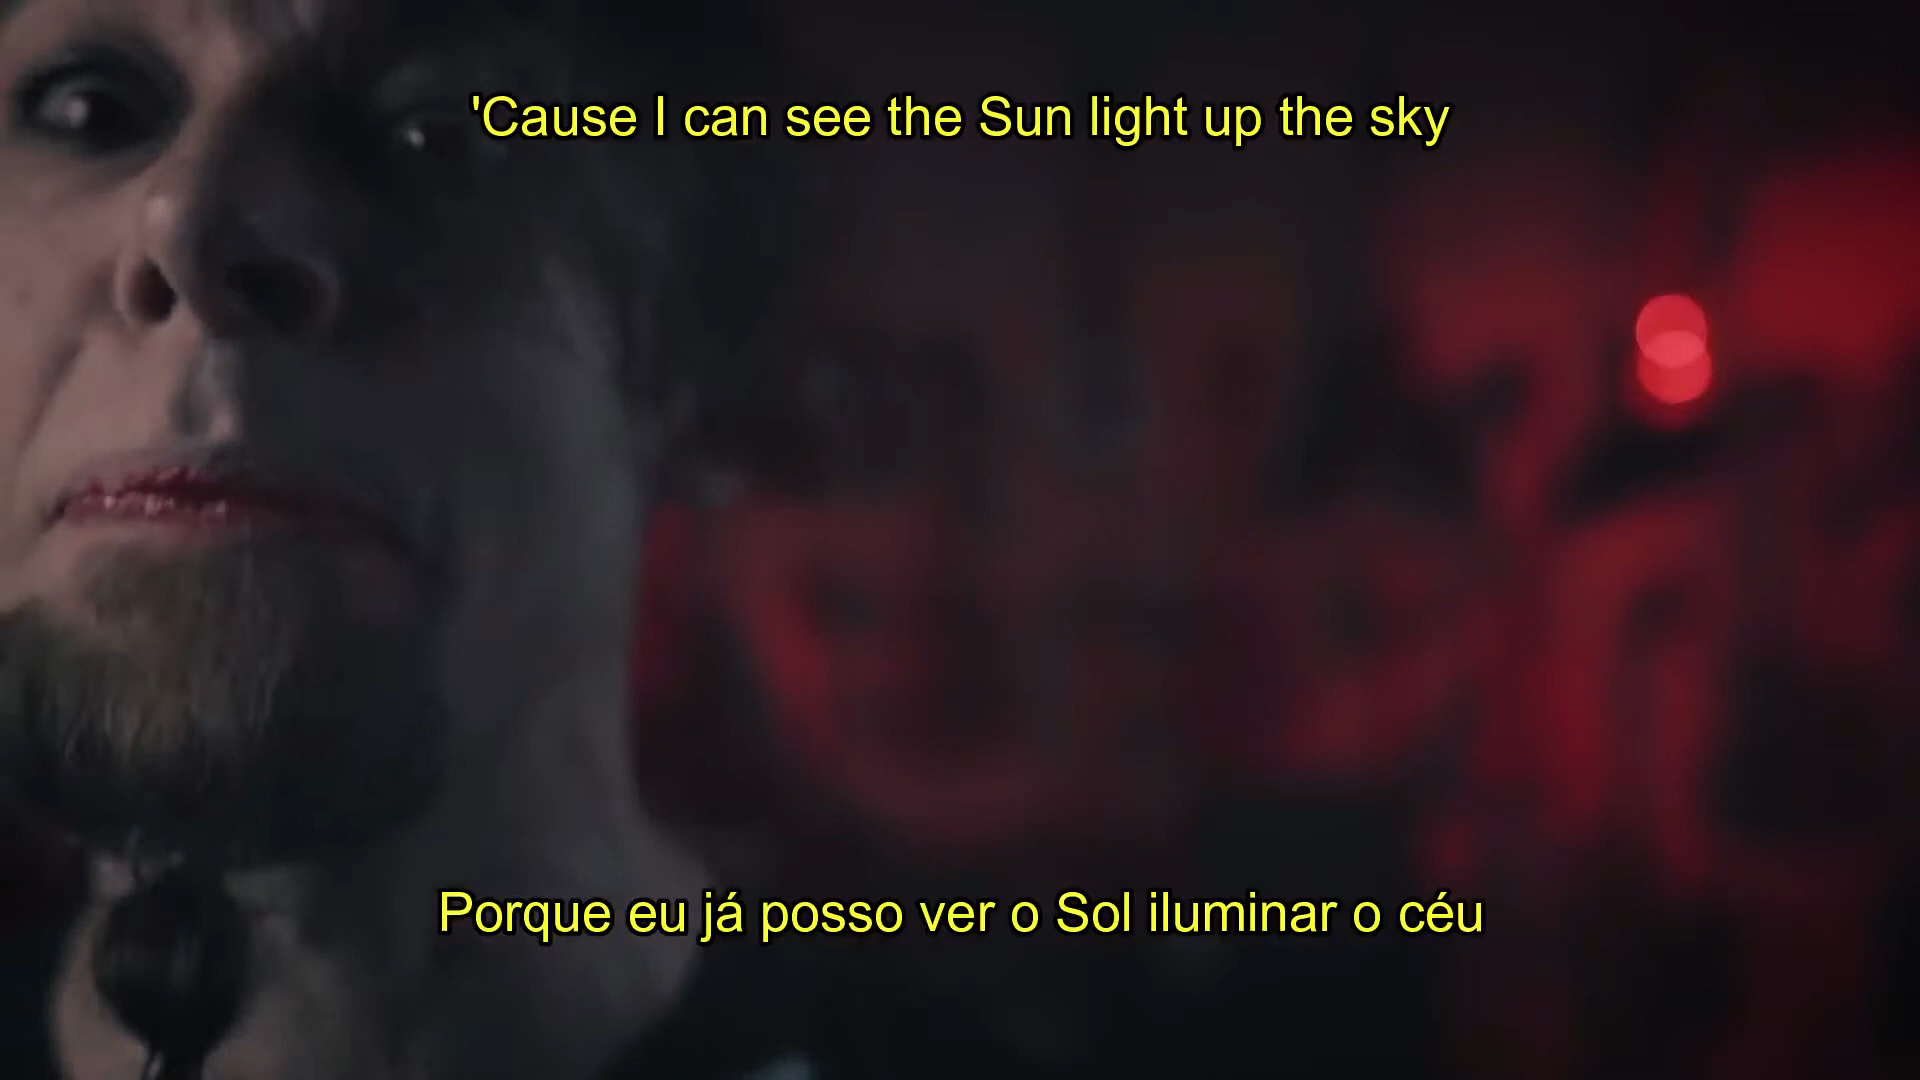 'Cause I can see the Sun light up the sky
Porque eu já posso ver o Sol iluminar o céu